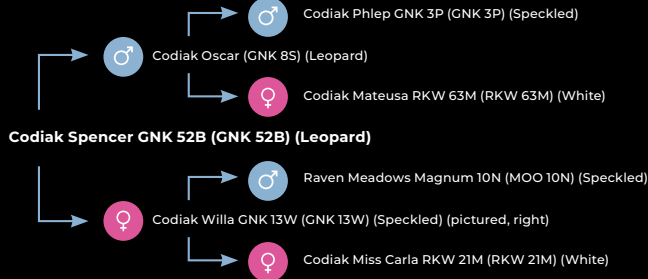 Codiak Phlep GNK 3P (GNK 3P) (Speckled)
Codiak Oscar (GNK 8S) (Leopard)
Codiak Mateusa RKW 63M (RKW 63M) (White)
Codiak Spencer GNK 52B (GNK 52B) (Leopard)
Raven Meadows Magnum 10N (MOO 10N) (Speckled)
Codiak Willa GNK 13W (GNK 13W) (Speckled) (pictured, right)
Codiak Miss Carla RKW 21M (RKW 21M) (White)